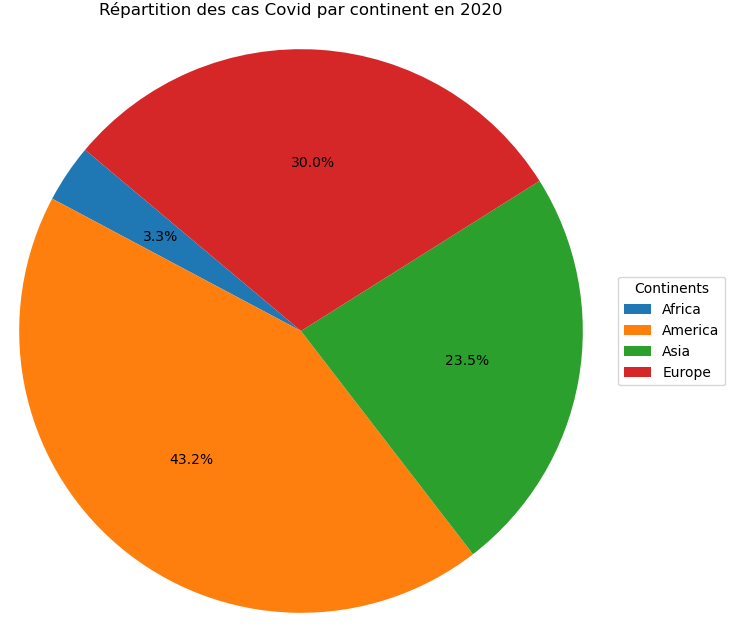 Répartition des cas Covid par continent en 2020
30.0%
3.3%
23.5%
43.2%
Continents
Africa
America
Asia
Europe